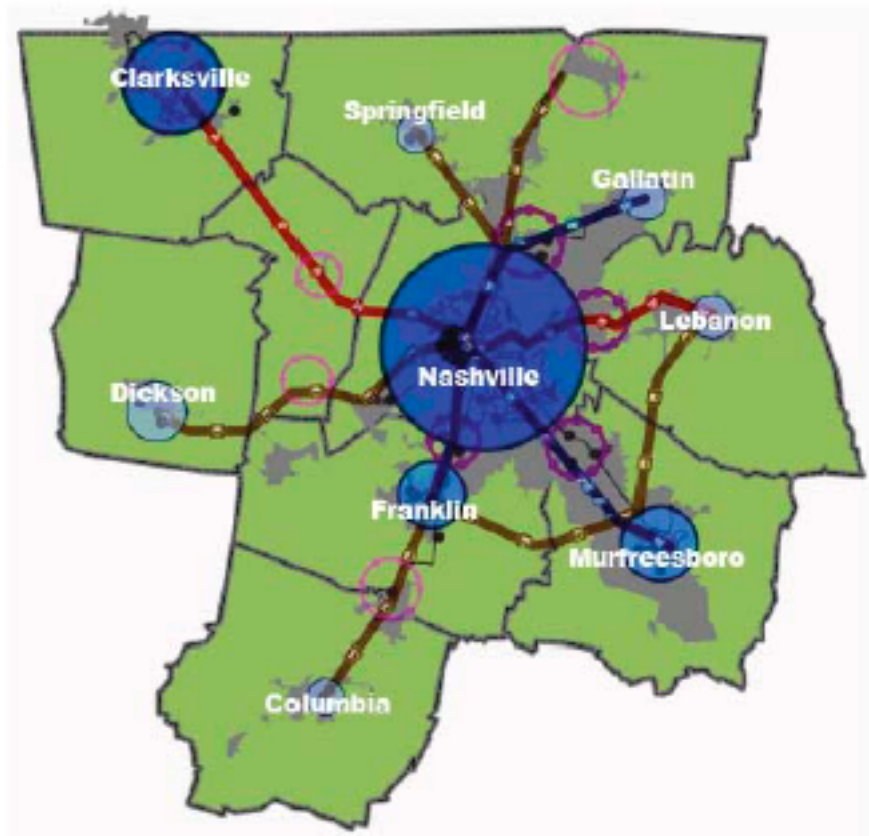 Clarksville
Springfield
Gallatin
Lebanon
Nashville
Dickson
Franklin
Murfreesboro
Columbia